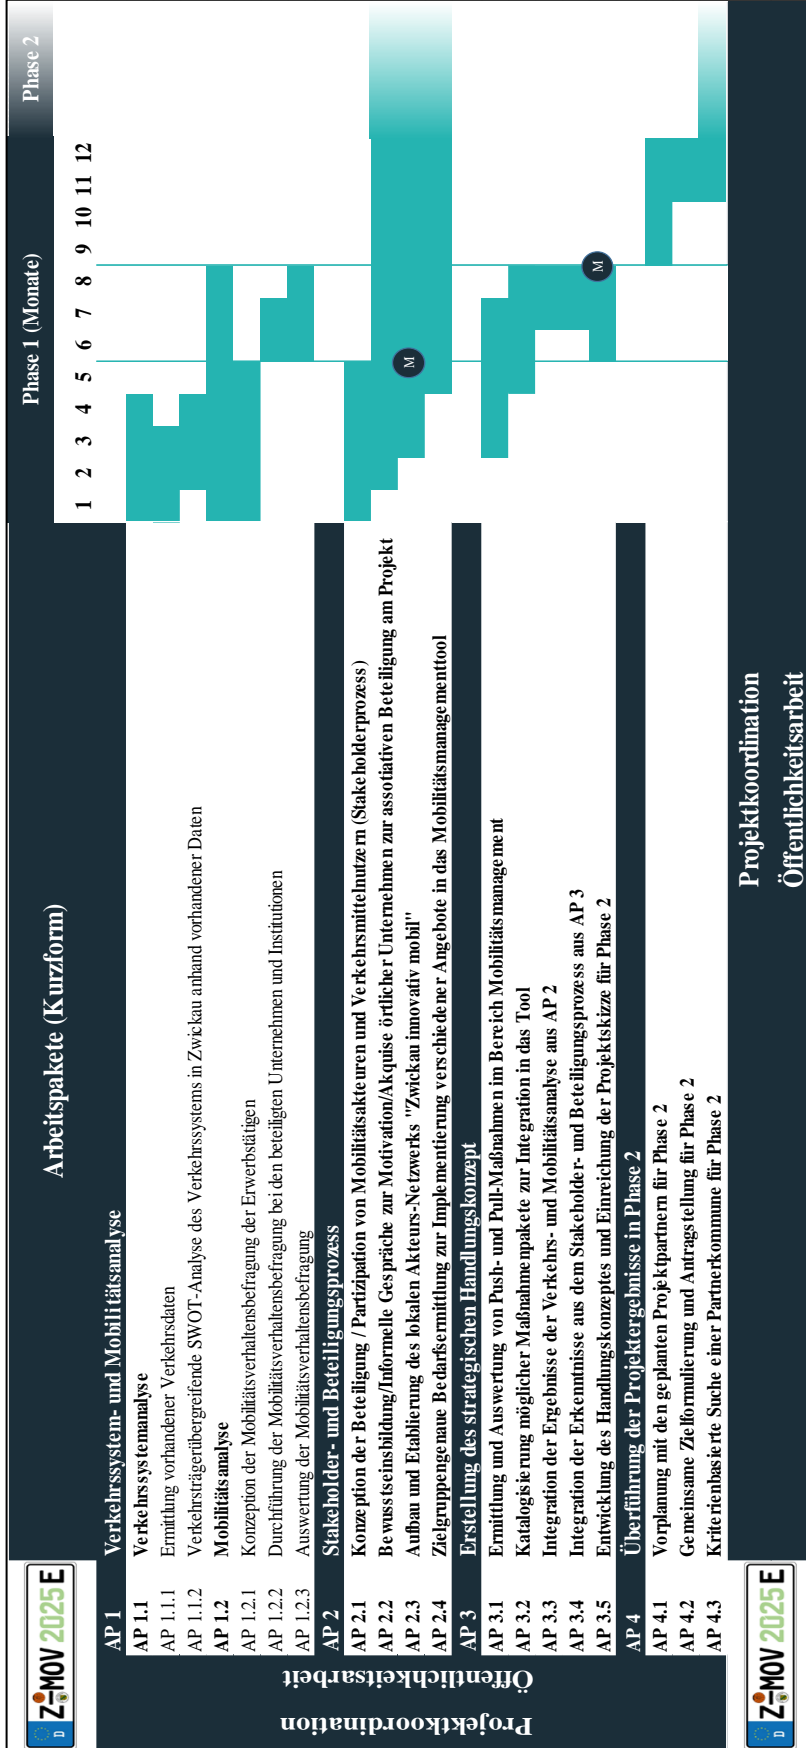 D Z=MOV 2025 E
Arbeitspakete (Kurzform)
Phase 1 (Monate)
Phase 2
1 2 3 4 5 6 7 8 9 10 11 12
Projektkoordination
Öffentlichkeitsarbeit
AP 1 Verkehrssystem- und Mobilitätsanalyse
AP 1.1 Verkehrssystemanalyse
AP 1.1.1 Ermittlung vorhandener Verkehrsdaten
AP 1.1.2 Verkehrsträgerübergreifende SWOT-Analyse des Verkehrssystems in Zwickau anhand vorhandener Daten
AP 1.2 Mobilitätsanalyse
AP 1.2.1 Konzeption der Mobilitätsverhaltensbefragung der Erwerbstätigen
AP 1.2.2 Durchführung der Mobilitätsverhaltensbefragung bei den beteiligten Unternehmen und Institutionen
AP 1.2.3 Auswertung der Mobilitätsverhaltensbefragung
AP 2 Stakeholder- und Beteiligungsprozess
AP 2.1 Konzeption der Beteiligung / Partizipation von Mobilitätsakteuren und Verkehrsmittelnutzern (Stakeholderprozess)
AP 2.2 Bewusstseinsbildung/Informelle Gespräche zur Motivation/Akquise örtlicher Unternehmen zur assotiativen Beteiligung am Projekt
AP 2.3 Aufbau und Etablierung des lokalen Akteurs-Netzwerks "Zwickau innovativ mobil"
M
AP 2.4 Zielgruppengenaue Bedarfsermittlung zur Implementierung verschiedener Angebote in das Mobilitätsmanagementtool
AP 3 Erstellung des strategischen Handlungskonzept
AP 3.1 Ermittlung und Auswertung von Push- und Pull-Maßnahmen im Bereich Mobilitätsmanagement
AP 3.2 Katalogisierung möglicher Maßnahmenpakete zur Integration in das Tool
AP 3.3 Integration der Ergebnisse der Verkehrs- und Mobilitätsanalyse aus AP 2
AP 3.4 Integration der Erkenntnisse aus dem Stakeholder- und Beteiligungsprozess aus AP 3
AP 3.5 Entwicklung des Handlungskonzeptes und Einreichung der Projektskizze für Phase 2
M
AP 4 Überführung der Projektergebnisse in Phase 2
AP 4.1 Vorplanung mit den geplanten Projektpartnern für Phase 2
AP 4.2 Gemeinsame Zielformulierung und Antragstellung für Phase 2
AP 4.3 Kriterienbasierte Suche einer Partnerkommune für Phase 2
D Z=MOV 2025 E
Projektkoordination
Öffentlichkeitsarbeit